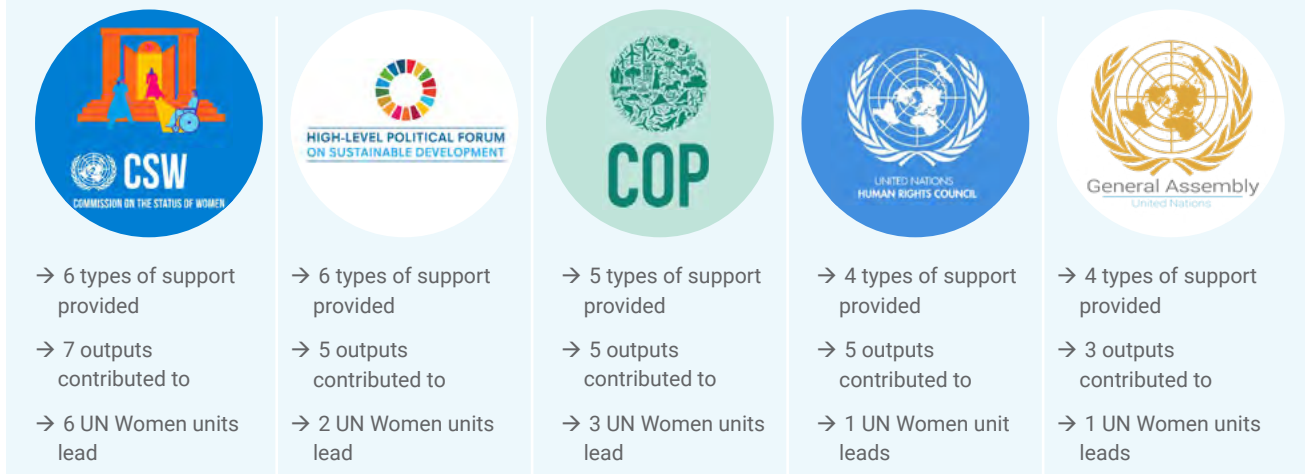 CSW
COMMISSION ON THE STATUS OF WOMEN
→ 6 types of support
provided
→ 7 outputs
contributed to
→ 6 UN Women units
lead
HIGH-LEVEL POLITICAL FORUM
ON SUSTAINABLE DEVELOPMENT
→ 6 types of support
provided
→ 5 outputs
contributed to
→ 2 UN Women units
lead
COP
→ 5 types of support
provided
→ 5 outputs
contributed to
→ 3 UN Women units
lead
UNITED NATIONS
HUMAN RIGHTS COUNCIL
→ 4 types of support
provided
→ 5 outputs
contributed to
→ 1 UN Women unit
leads
General Assembly
United Nations
→ 4 types of support
provided
→ 3 outputs
contributed to
→ 1 UN Women units
leads